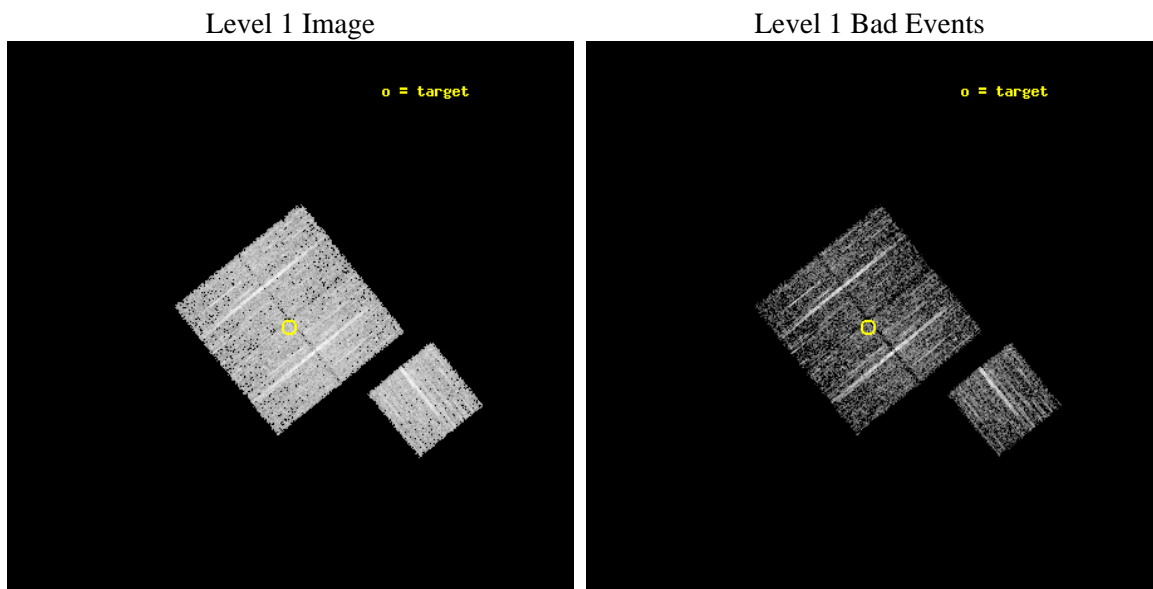 Level 1 Image
Level 1 Bad Events
o = target
o = target